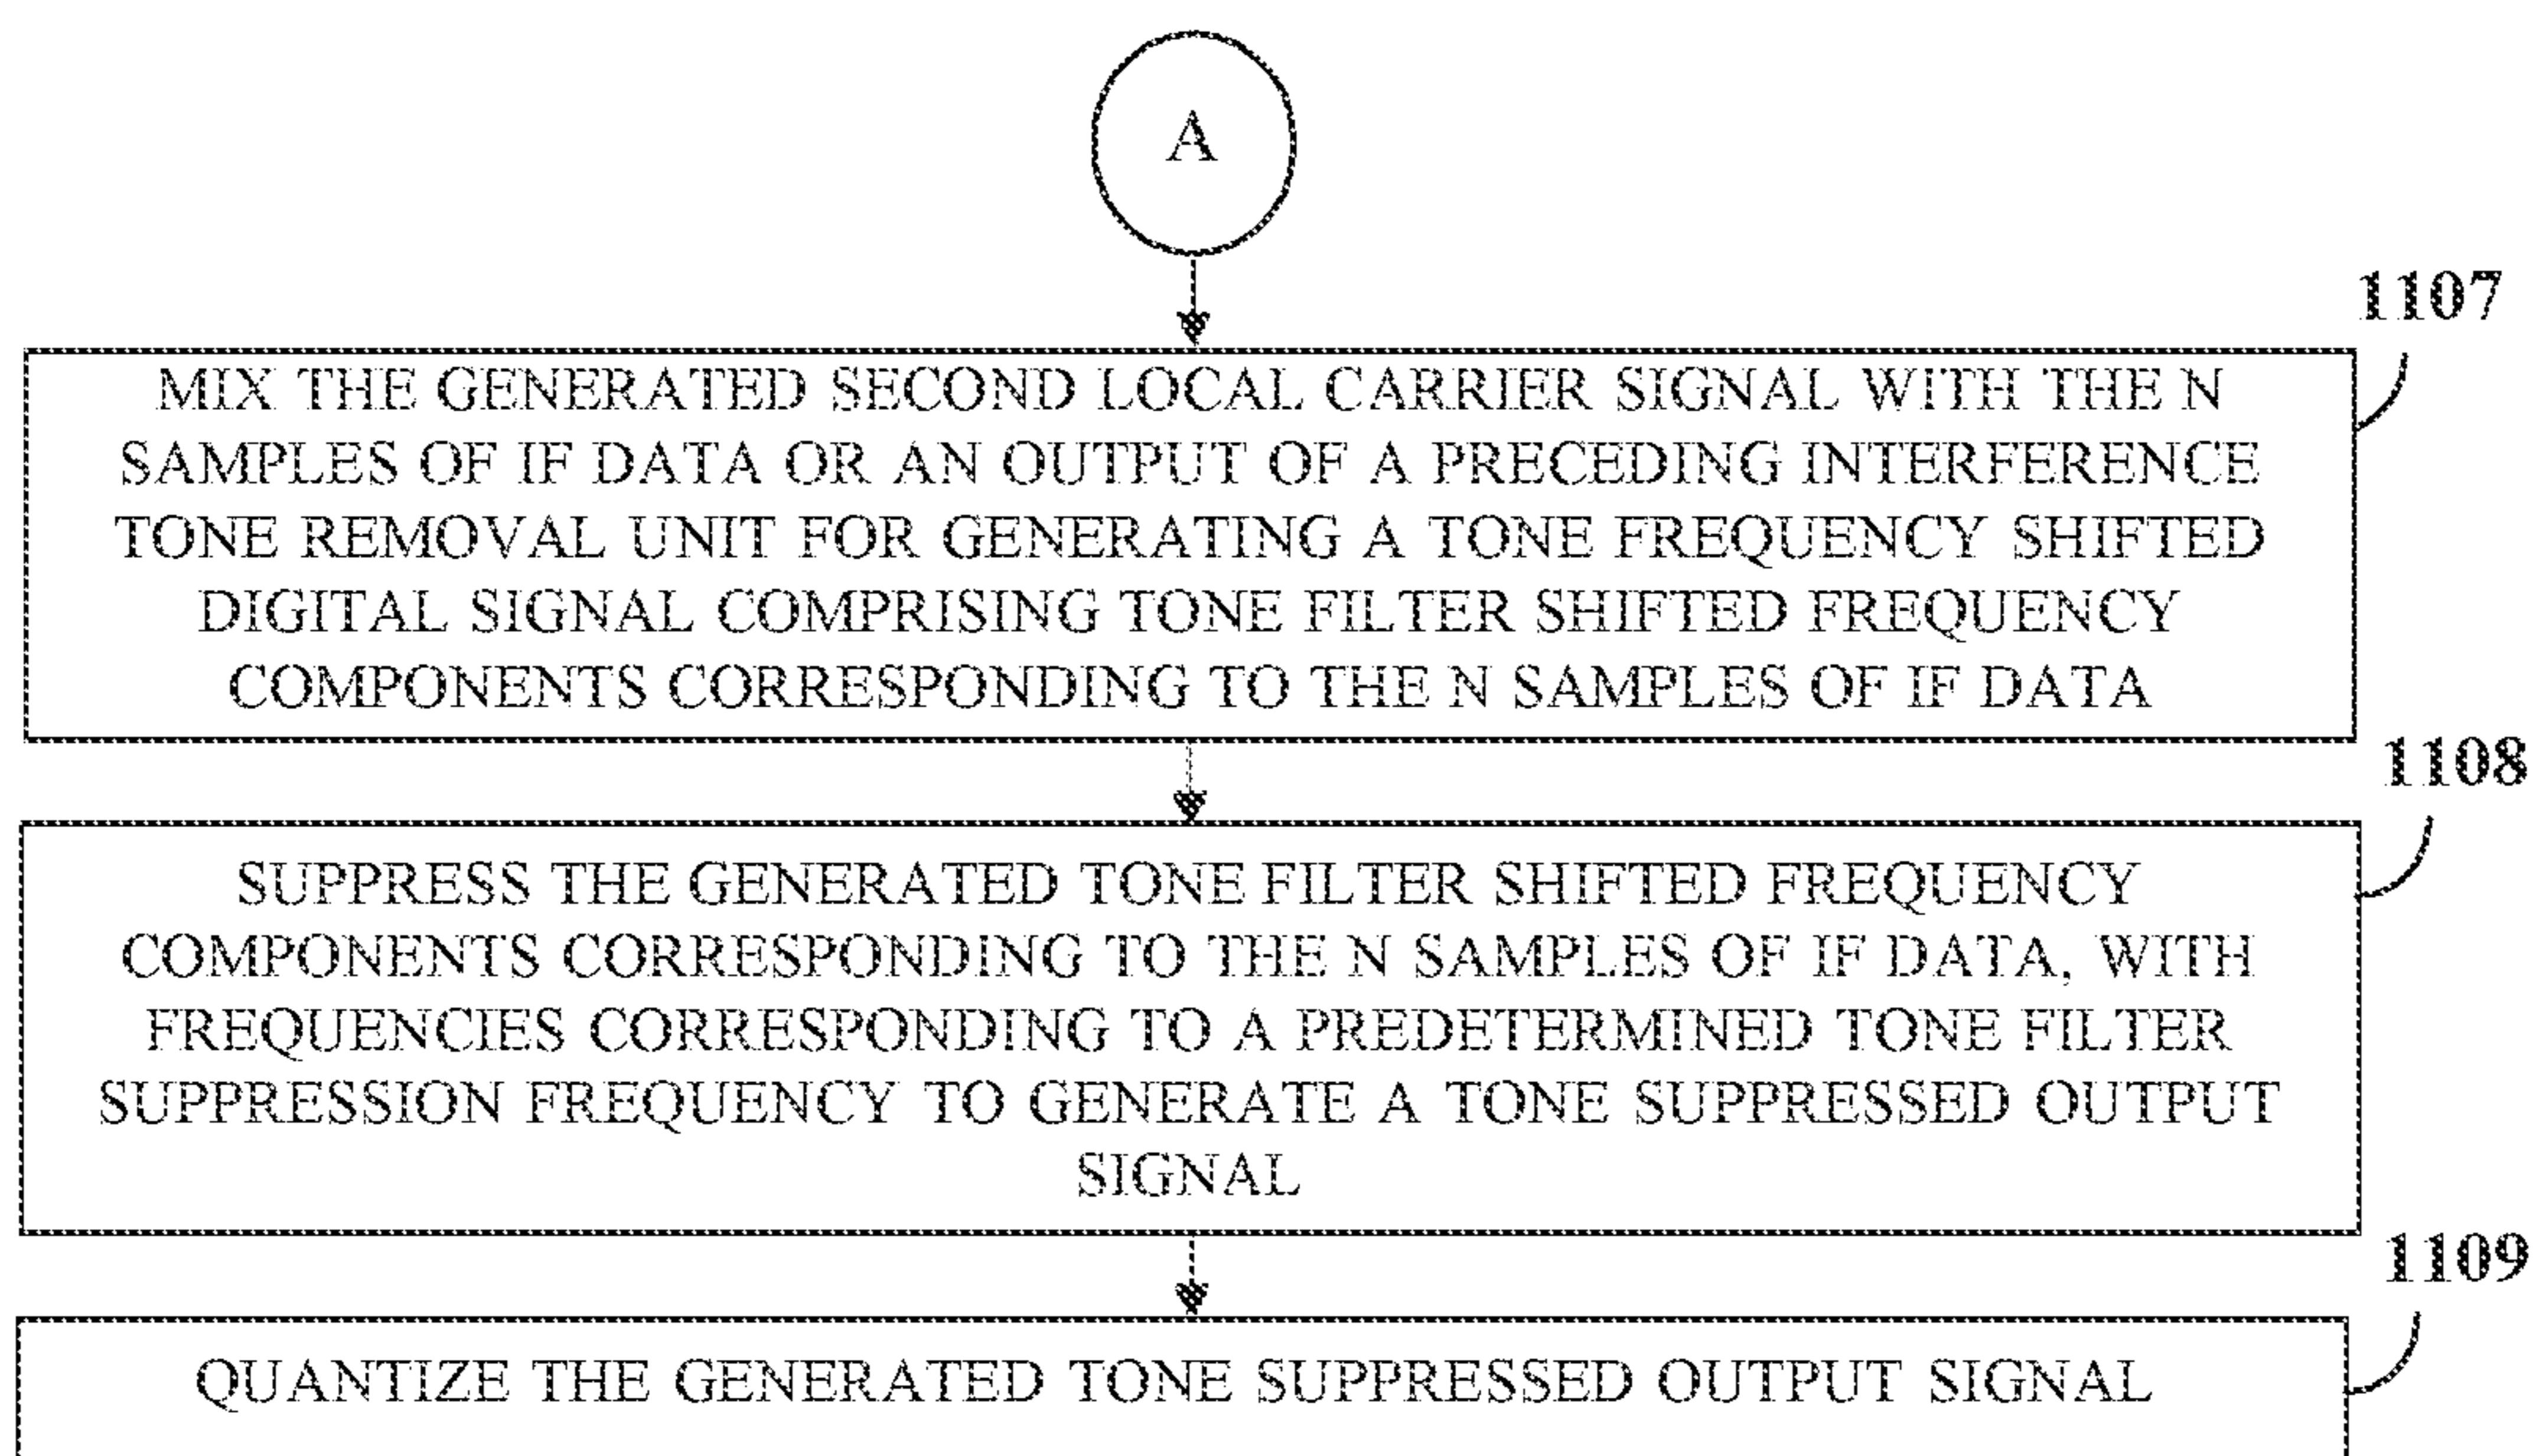 A
1107
MIX THE GENERATED SECOND LOCAL CARRIER SIGNAL WITH THE N
SAMPLES OF IF DATA OR AN OUTPUT OF A PRECEDING INTERFERENCE
TONE REMOVAL UNIT FOR GENERATING A TONE FREQUENCY SHIFTED
DIGITAL SIGNAL COMPRISING TONE FILTER SHIFTED FREQUENCY
COMPONENTS CORRESPONDING TO THE N SAMPLES OF IF DATA
1108
SUPPRESS THE GENERATED TONE FILTER SHIFTED FREQUENCY
COMPONENTS CORRESPONDING TO THE N SAMPLES OF IF DATA, WITH
FREQUENCIES CORRESPONDING TO A PREDETERMINED TONE FILTER
SUPPRESSION FREQUENCY TO GENERATE A TONE SUPPRESSED OUTPUT
SIGNAL
1109
QUANTIZE THE GENERATED TONE SUPPRESSED OUTPUT SIGNAL